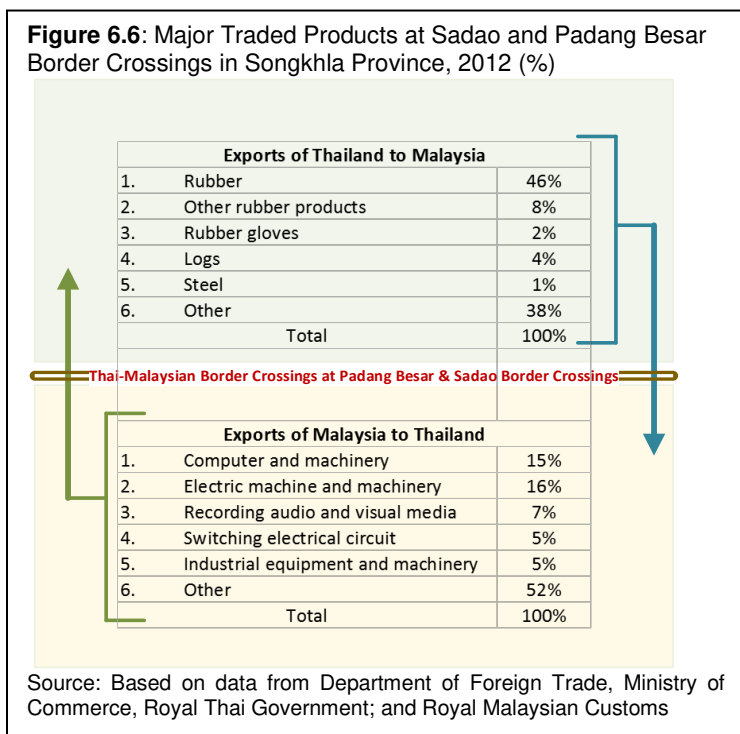 Figure 6.6: Major Traded Products at Sadao and Padang Besar
Border Crossings in Songkhla Province, 2012 (%)
Exports of Thailand to Malaysia
1. Rubber 46%
2. Other rubber products 8%
3. Rubber gloves 2%
4. Logs 4%
5. Steel 1%
6. Other 38%
Total 100%
Thai-Malaysian Border Crossings at Padang Besar & Sadao Border Crossings
Exports of Malaysia to Thailand
1. Computer and machinery 15%
2. Electric machine and machinery 16%
3. Recording audio and visual media 7%
4. Switching electrical circuit 5%
5. Industrial equipment and machinery 5%
6. Other 52%
Total 100%
Source: Based on data from Department of Foreign Trade, Ministry of
Commerce, Royal Thai Government; and Royal Malaysian Customs